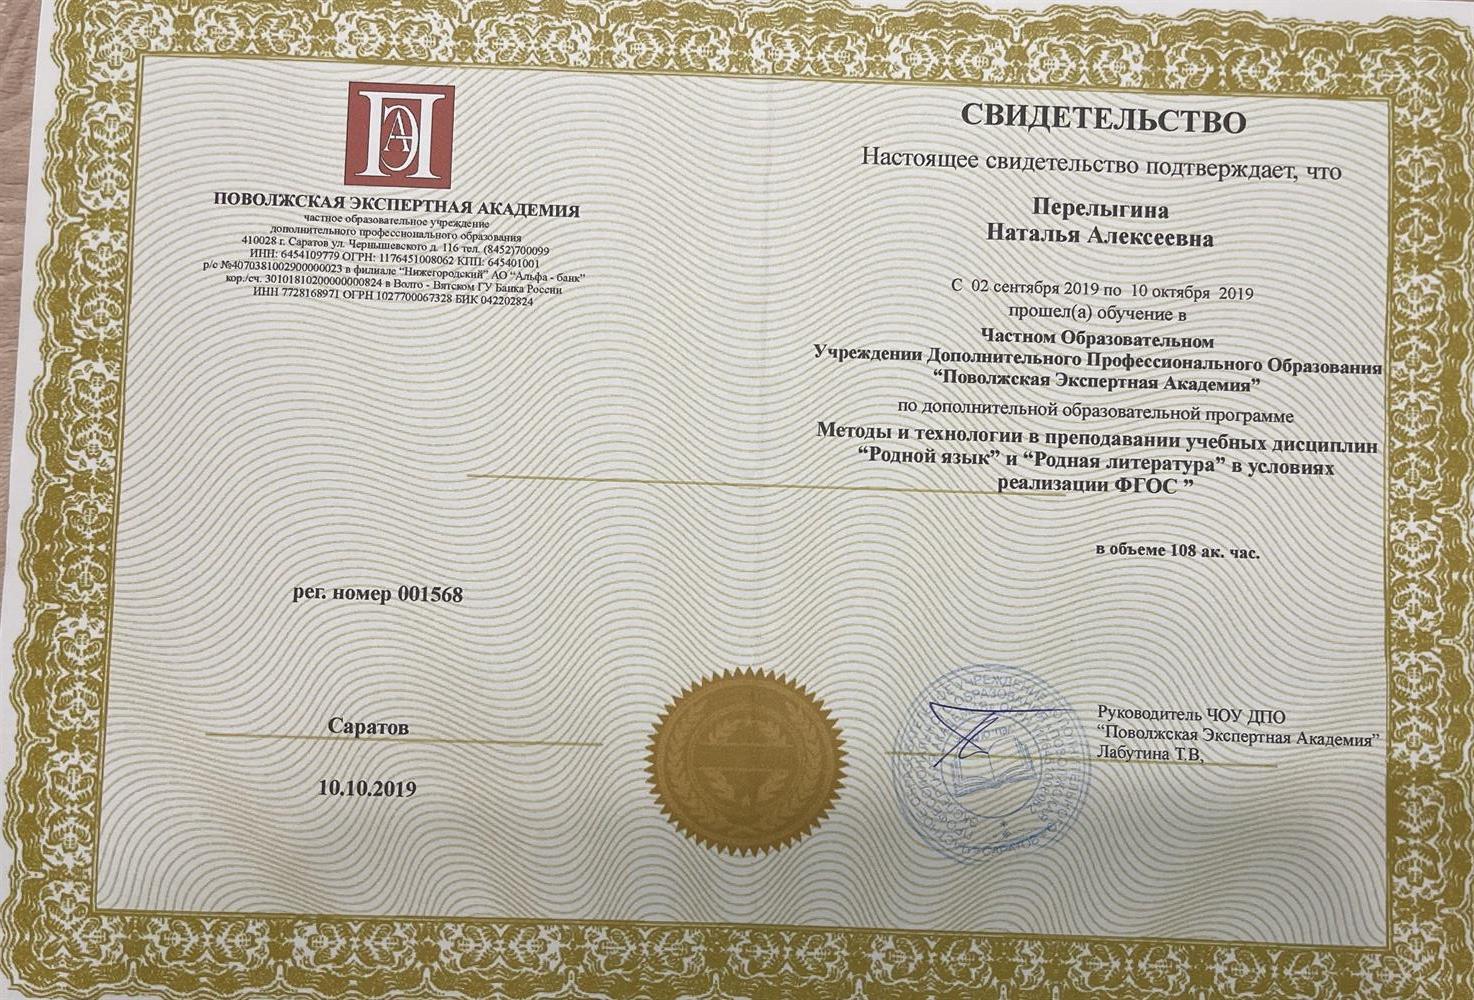 ПЭА
ПОВОЛЖСКАЯ ЭКСПЕРТНАЯ АКАДЕМИЯ
частное образовательное учреждение
дополнительного профессионального образования
410028 г. Саратов ул. Чернышевского д. 116 тел. (8452)700099
ИНН: 6454109779 ОГРН: 1176451008062 КПП: 645401001
р/с №4070381002900000023 в филиале “Нижегородский” АО “Альфа - банк”
кор./сч. 30101810200000000824 в Волго - Вятском ГУ Банка России
ИНН 7728168971 ОГРН 1027700067328 БИК 042202824
рег. номер 001568
Саратов
10.10.2019
СВИДЕТЕЛЬСТВО
Настоящее свидетельство подтверждает, что
Перелыгина
Наталья Алексеевна
С 02 сентября 2019 по 10 октября 2019
прошел(а) обучение в
Частном Образовательном
Учреждении Дополнительного Профессионального Образования
“Поволжская Экспертная Академия”
по дополнительной образовательной программе
Методы и технологии в преподавании учебных дисциплин
“Родной язык” и “Родная литература” в условиях
реализации ФГОС ”
в объеме 108 ак. час.
Руководитель ЧОУ ДПО
“Поволжская Экспертная Академия”
Лабутина Т.В,